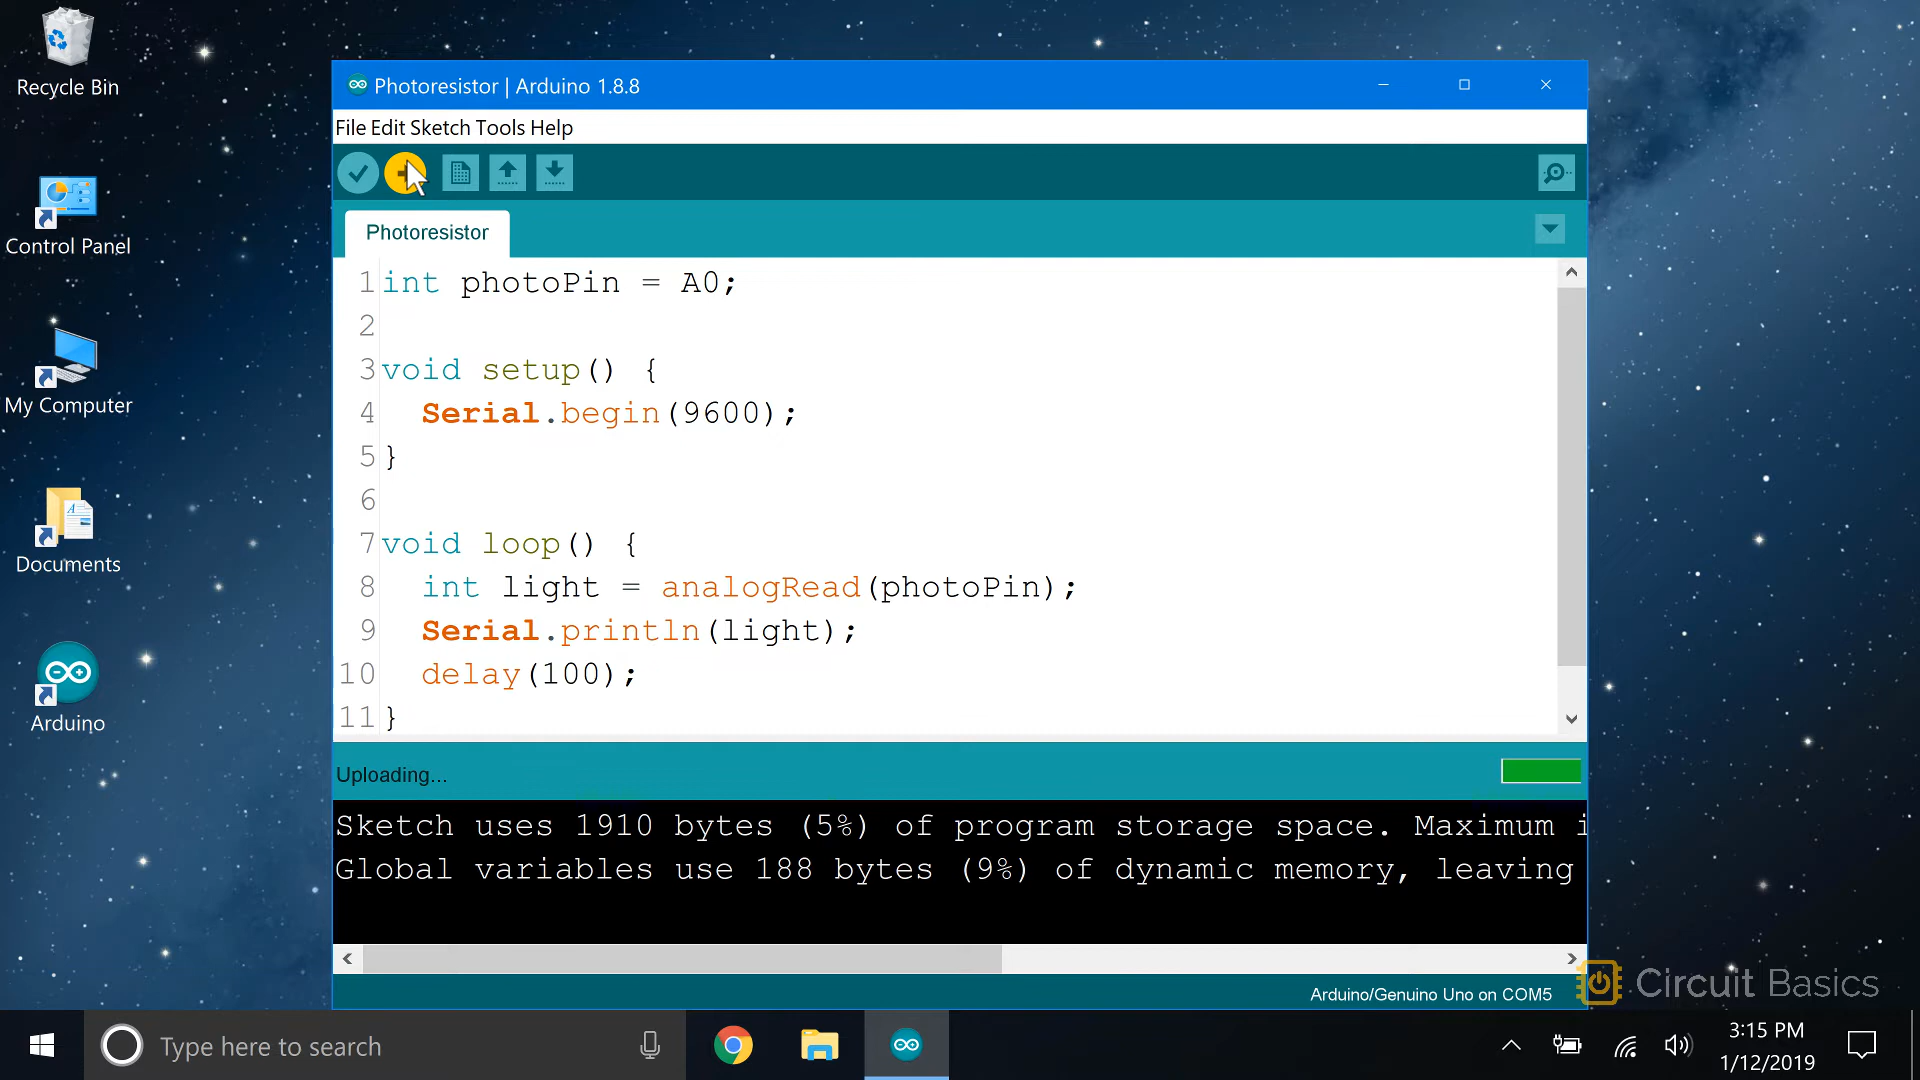 Recycle Bin
Control Panel
My Computer
Documents
Arduino
Photoresistor | Arduino 1.8.8
File Edit Sketch Tools Help
Photoresistor
1 int photoPin = A0;
2
3 void setup() {
4 Serial.begin(9600);
5 }
6
7 void loop() {
8 int light = analogRead(photoPin);
9 Serial.println(light);
10 delay(100);
11 }
Uploading...
Sketch uses 1910 bytes (5%) of program storage space. Maximum i
Global variables use 188 bytes (9%) of dynamic memory, leaving
Arduino/Genuino Uno on COM5
Circuit Basics
Type here to search
3:15 PM
1/12/2019